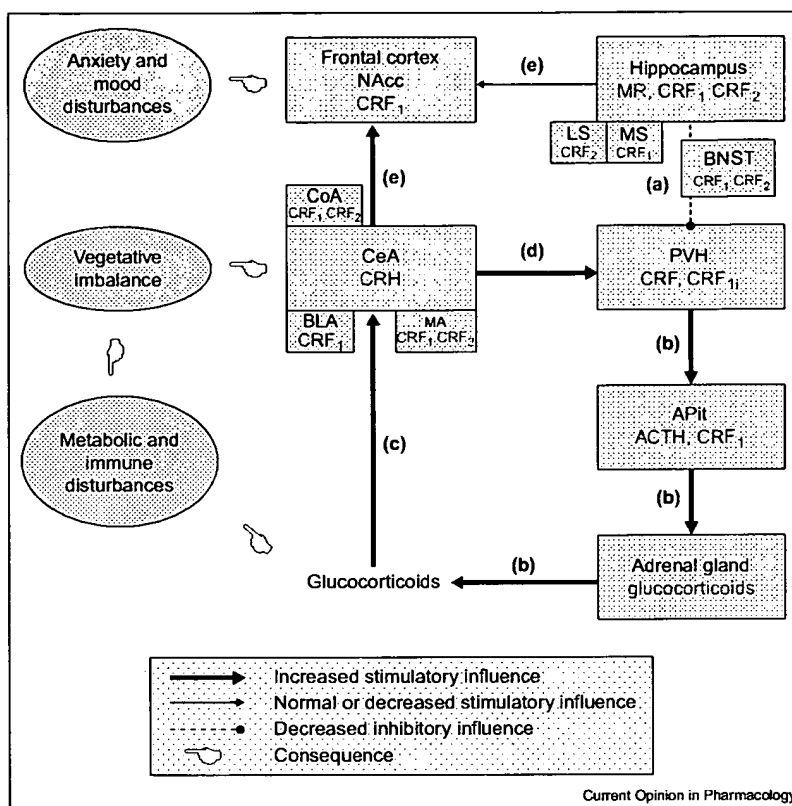 Anxiety and
mood
disturbances
Frontal cortex
NAcc
CRF₁
(e)
Hippocampus
MR, CRF₁ CRF₂
LS
CRF₂
MS
CRF₁
BNST
CRF₁ CRF₂
(a)
(e)
CoA
CRF₁ CRF₂
Vegetative
imbalance
CeA
CRH
(d)
PVH
CRF, CRF₁ᵢ
BLA
CRF₁
MA
CRF₁ CRF₂
(b)
Metabolic and
immune
disturbances
(c)
APit
ACTH, CRF₁
(b)
Glucocorticoids
(b)
Adrenal gland
glucocorticoids
Increased stimulatory influence
Normal or decreased stimulatory influence
Decreased inhibitory influence
Consequence
Current Opinion in Pharmacology